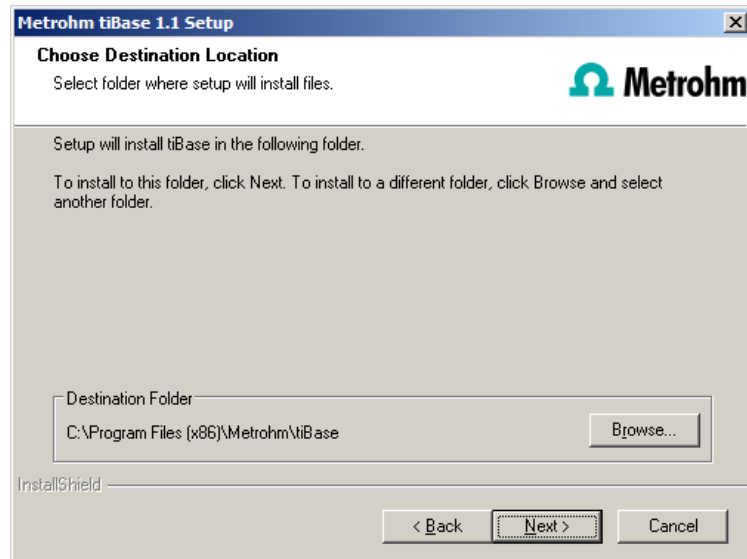 Metrohm tiBase 1.1 Setup
Choose Destination Location
Select folder where setup will install files.
Metrohm
Setup will install tiBase in the following folder.
To install to this folder, click Next. To install to a different folder, click Browse and select
another folder.
Destination Folder
C:\Program Files (x86)\Metrohm\tiBase
Browse...
InstallShield
< Back
Next >
Cancel